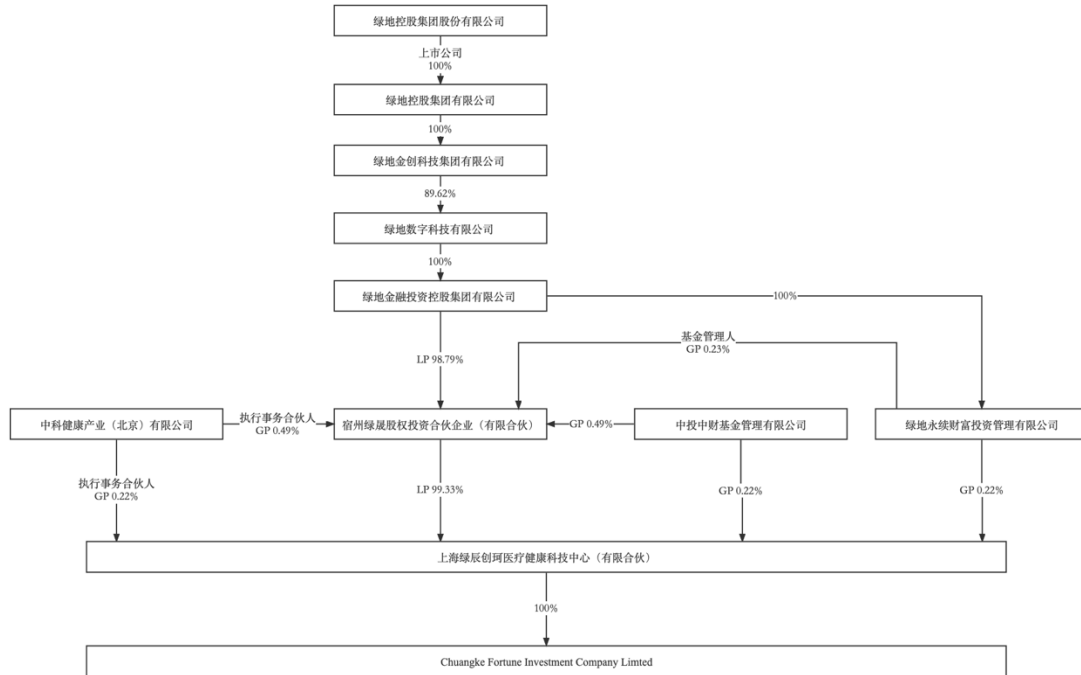 绿地控股集团股份有限公司
上市公司
100%
绿地控股集团有限公司
100%
绿地金创科技集团有限公司
89.62%
绿地数字科技有限公司
100%
绿地金融投资控股集团有限公司
100%
基金管理人
GP 0.23%
LP 98.79%
中科健康产业（北京）有限公司
执行事务合伙人
GP 0.49%
宿州绿晟股权投资合伙企业（有限合伙）
GP 0.49%
中投中财基金管理有限公司
绿地永续财富投资管理有限公司
执行事务合伙人
GP 0.22%
LP 99.33%
GP 0.22%
GP 0.22%
上海绿辰创珂医疗健康科技中心（有限合伙）
100%
Chuangke Fortune Investment Company Limted